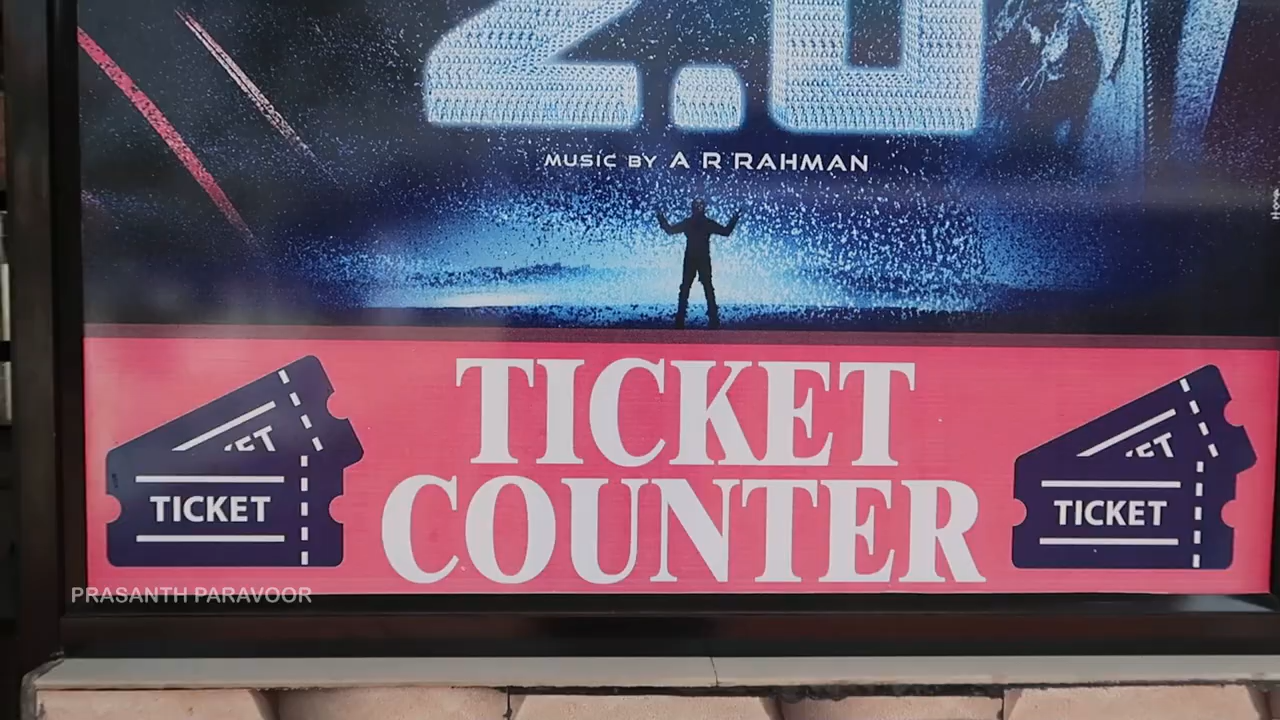 2.0
MUSIC BY A R RAHMAN
TICKET
COUNTER
TICKET
TICKET
PRASANTH PARAVOOR